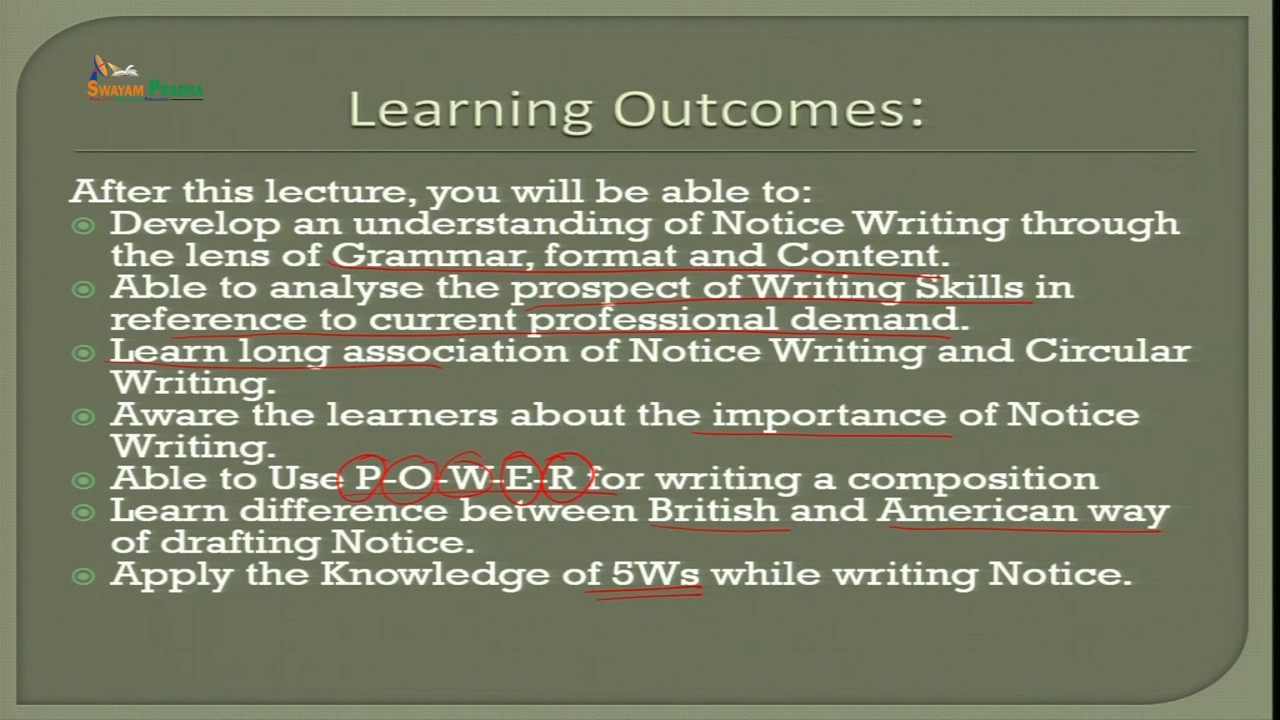 SWAYAM PRABHA
Learning Outcomes:
After this lecture, you will be able to:
Develop an understanding of Notice Writing through
the lens of Grammar, format and Content.
Able to analyse the prospect of Writing Skills in
reference to current professional demand.
Learn long association of Notice Writing and Circular
Writing.
Aware the learners about the importance of Notice
Writing.
Able to Use P-O-W-E-R for writing a composition
Learn difference between British and American way
of drafting Notice.
Apply the Knowledge of 5Ws while writing Notice.